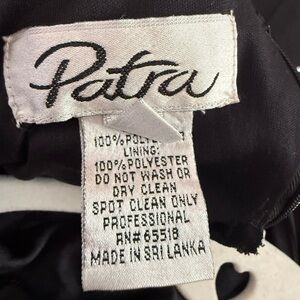 Patra
100% POLY
LINING:
100% POLYESTER
DO NOT WASH OR
DRY CLEAN
SPOT CLEAN ONLY
PROFESSIONAL
RN#65518
MADE IN SRI LANKA